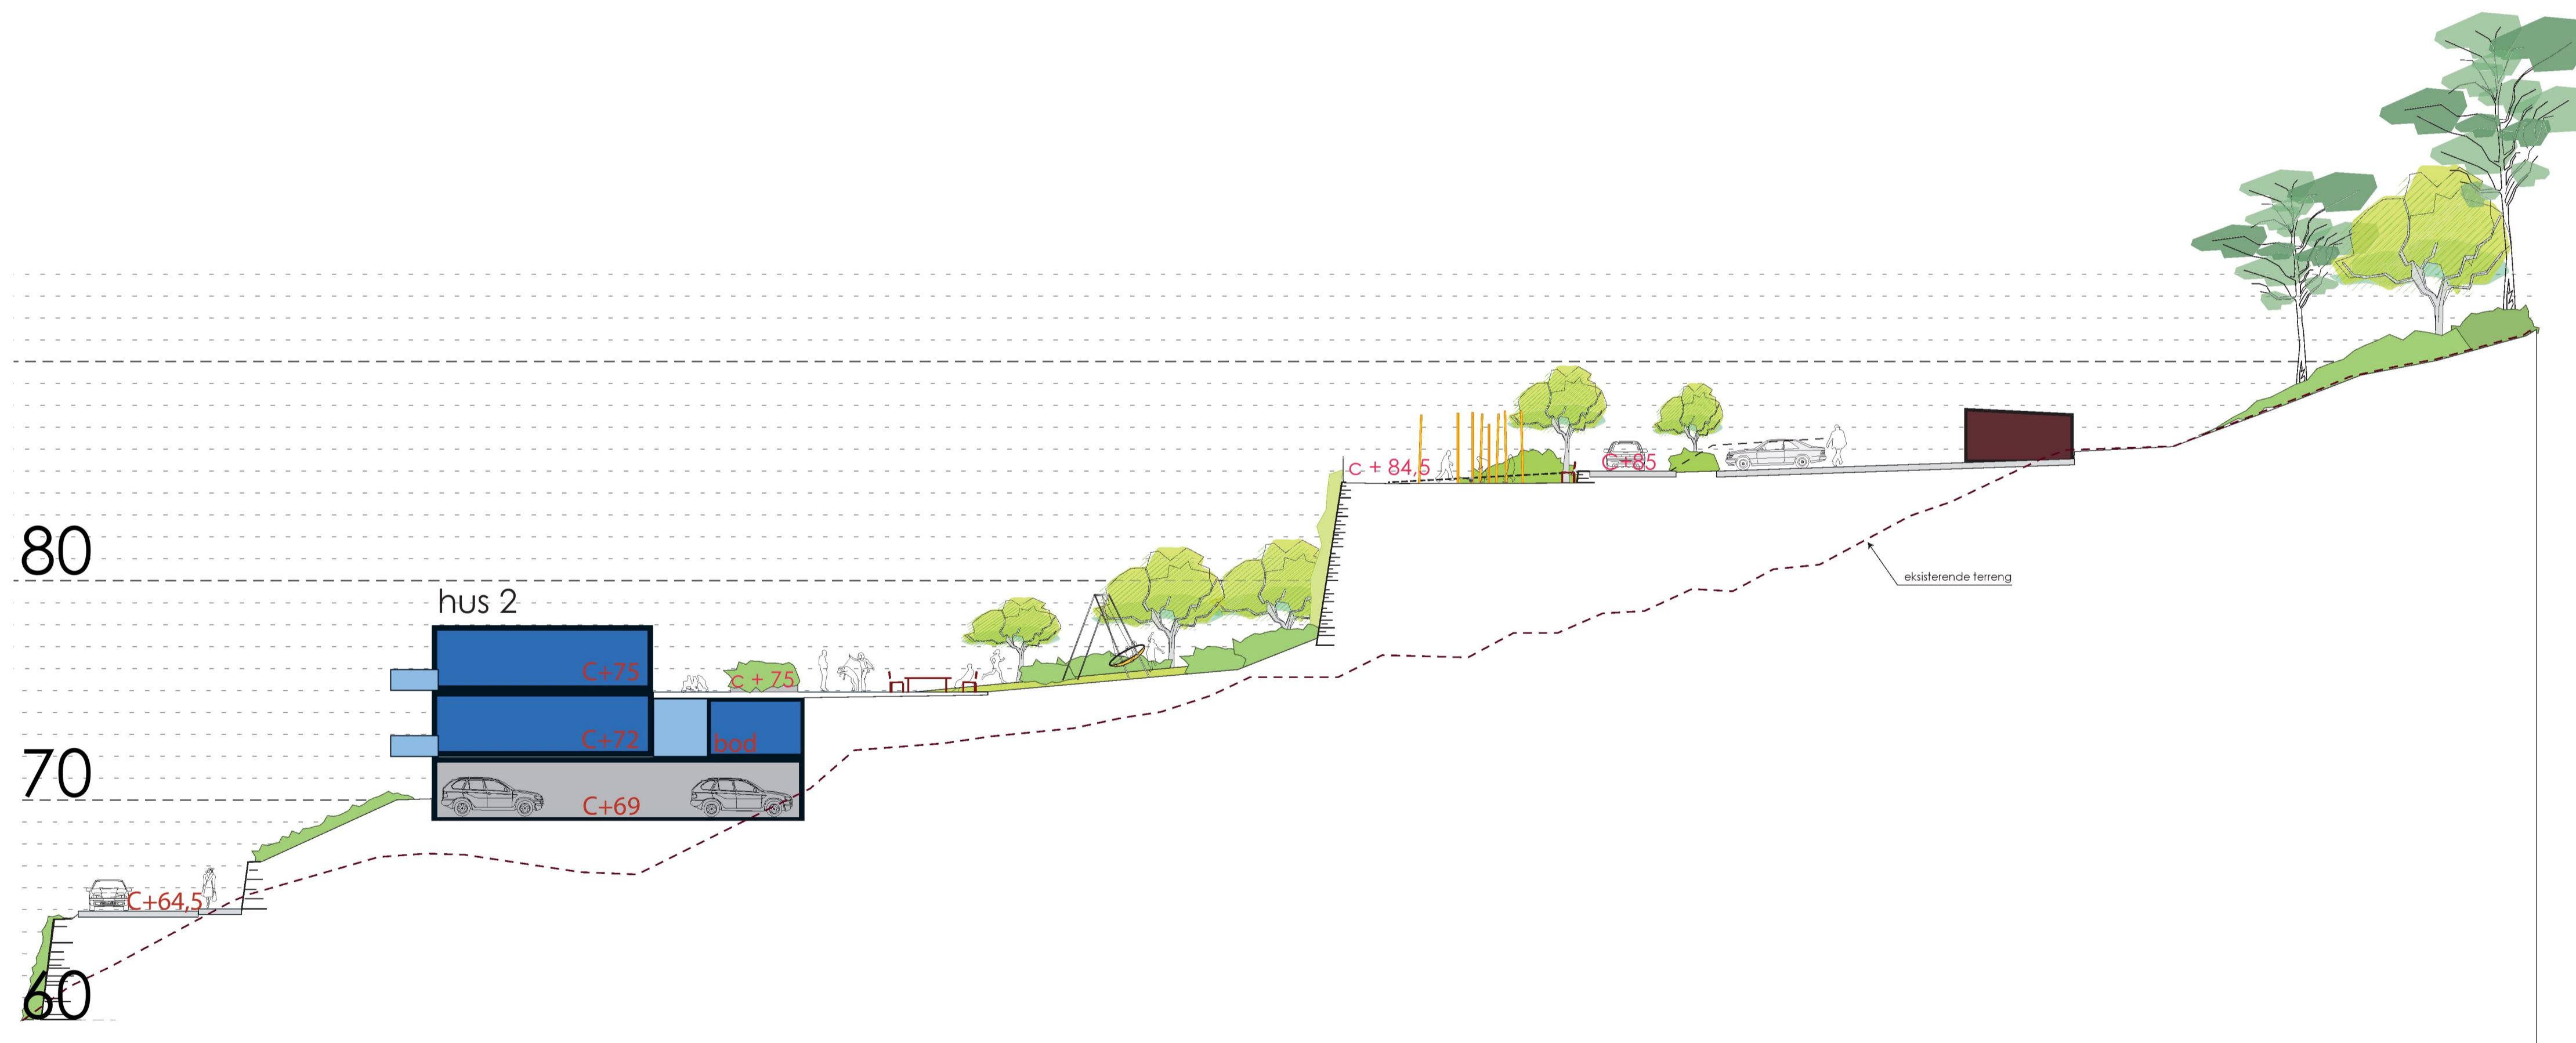 c + 84,5
C+85
80
eksisterende terreng
hus 2
C+75
c + 75
C+72
bod
70
C+69
C+64,5
60